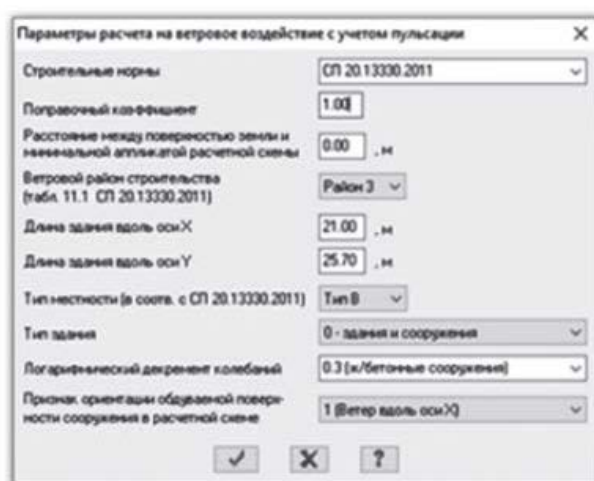 Параметры расчета на ветровое воздействие с учетом пульсации
Строительные нормы СП 20.13330.2011
Поправочный коэффициент 1.00
Расстояние между поверхностью земли и
минимальной аппликатой расчетной схемы 0.00 , м
Ветровой район строительства
(табл. 11.1 СП 20.13330.2011) Район 3
Длина здания вдоль оси X 21.00 , м
Длина здания вдоль оси Y 25.70 , м
Тип местности (в соотв. с СП 20.13330.2011) Тип B
Тип здания 0 - здания и сооружения
Логарифмический декремент колебаний 0.3 (ж/бетонные сооружения)
Признак ориентации обдуваемой поверх-
ности сооружения в расчетной схеме 1 (Ветер вдоль оси X)
?